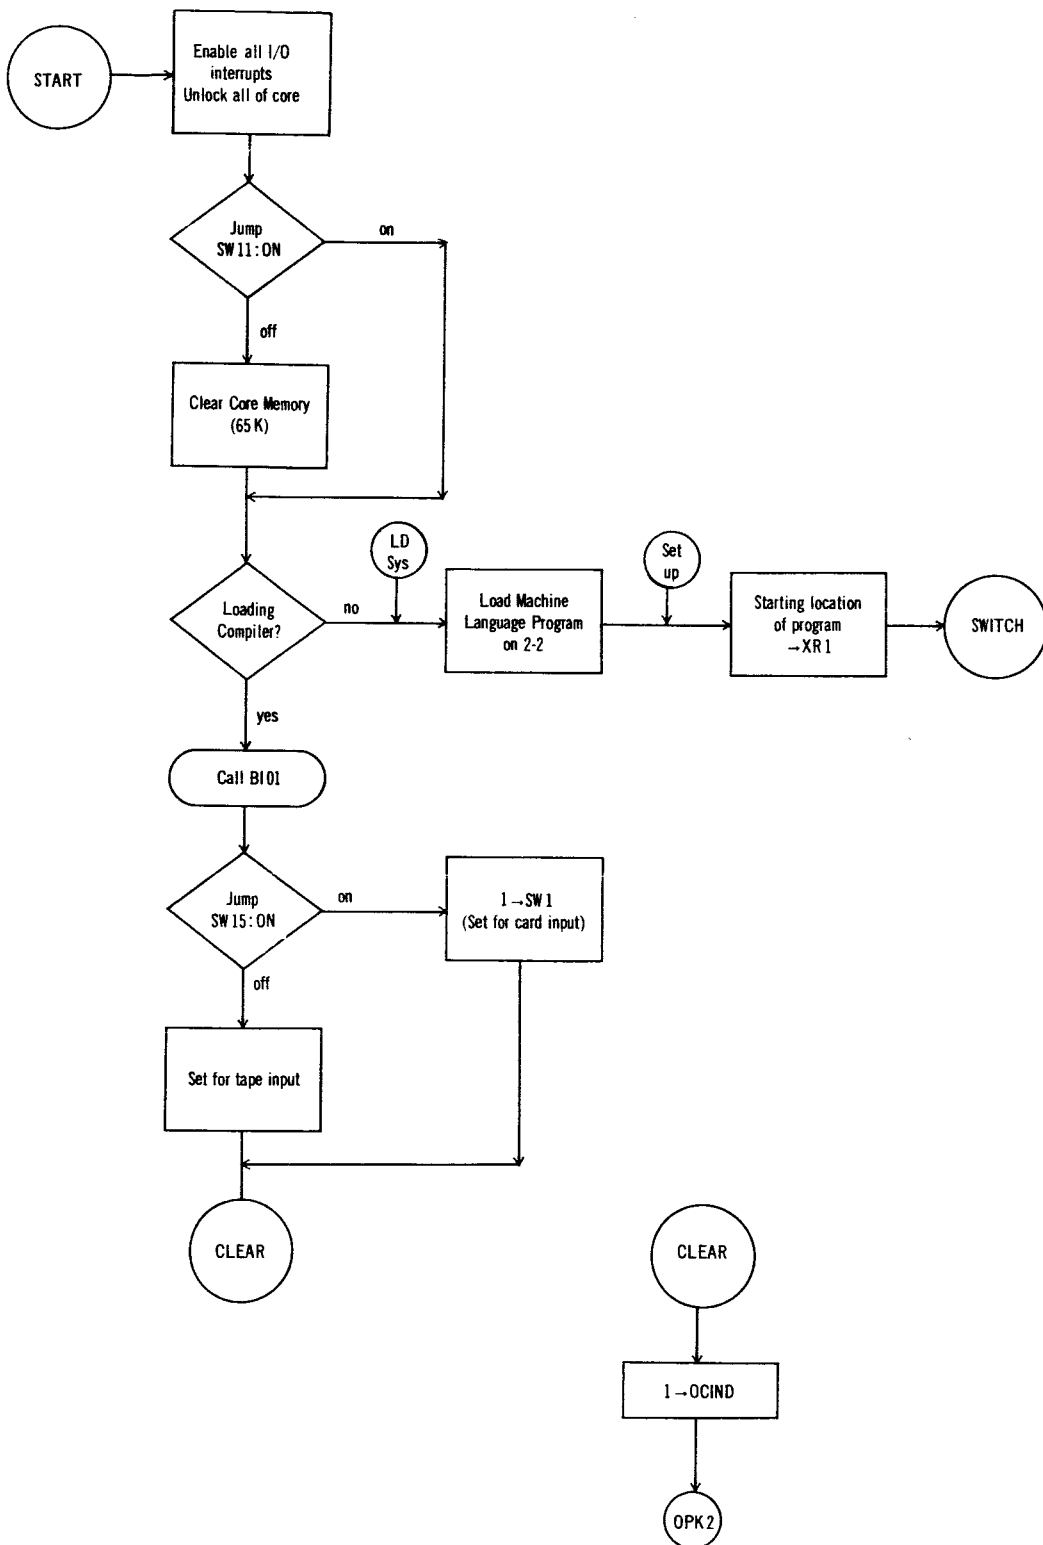 START
Enable all I/O
interrupts
Unlock all of core
Jump
SW11:ON
on
off
Clear Core Memory
(65K)
LD
Sys
Set
up
Loading
Compiler?
no
Load Machine
Language Program
on 2-2
Starting location
of program
→XR1
SWITCH
yes
Call BI01
Jump
SW15:ON
on
1→SW1
(Set for card input)
off
Set for tape input
CLEAR
CLEAR
1→OCIND
OPK2